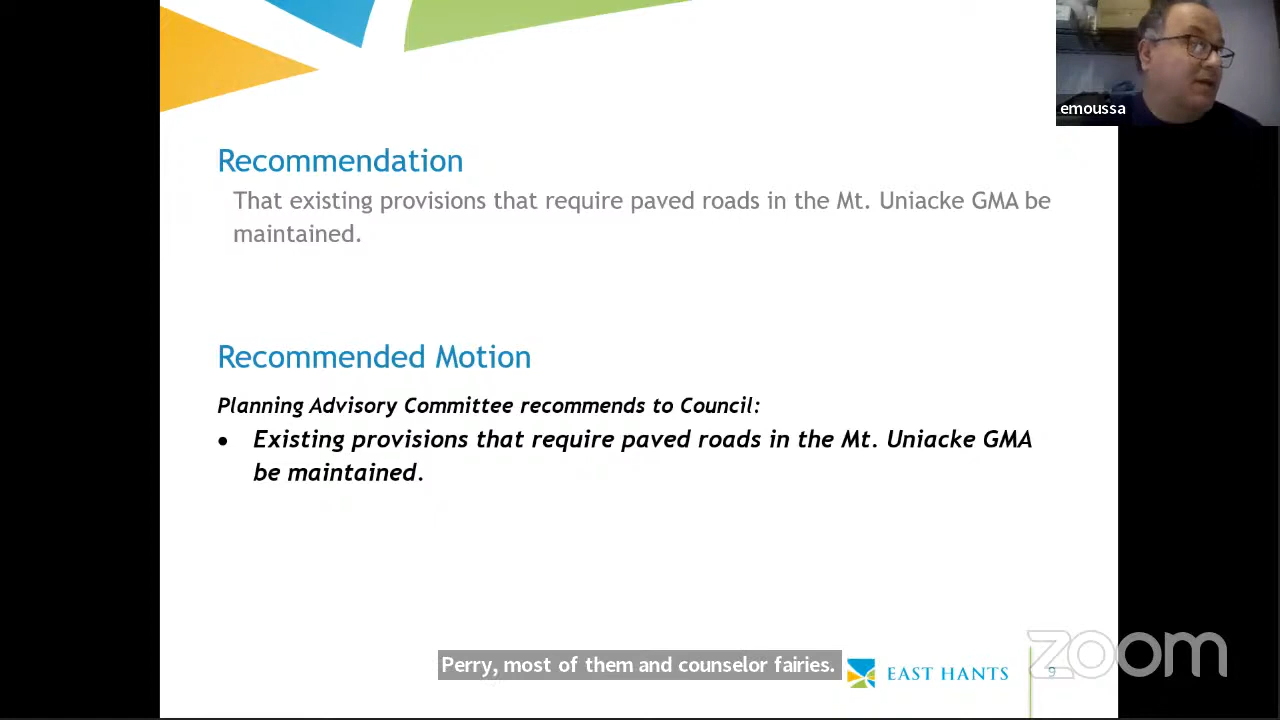 emoussa
Recommendation
That existing provisions that require paved roads in the Mt. Uniacke GMA be
maintained.
Recommended Motion
Planning Advisory Committee recommends to Council:
• Existing provisions that require paved roads in the Mt. Uniacke GMA
be maintained.
Perry, most of them and counselor fairies.
EAST HANTS
9
zoom